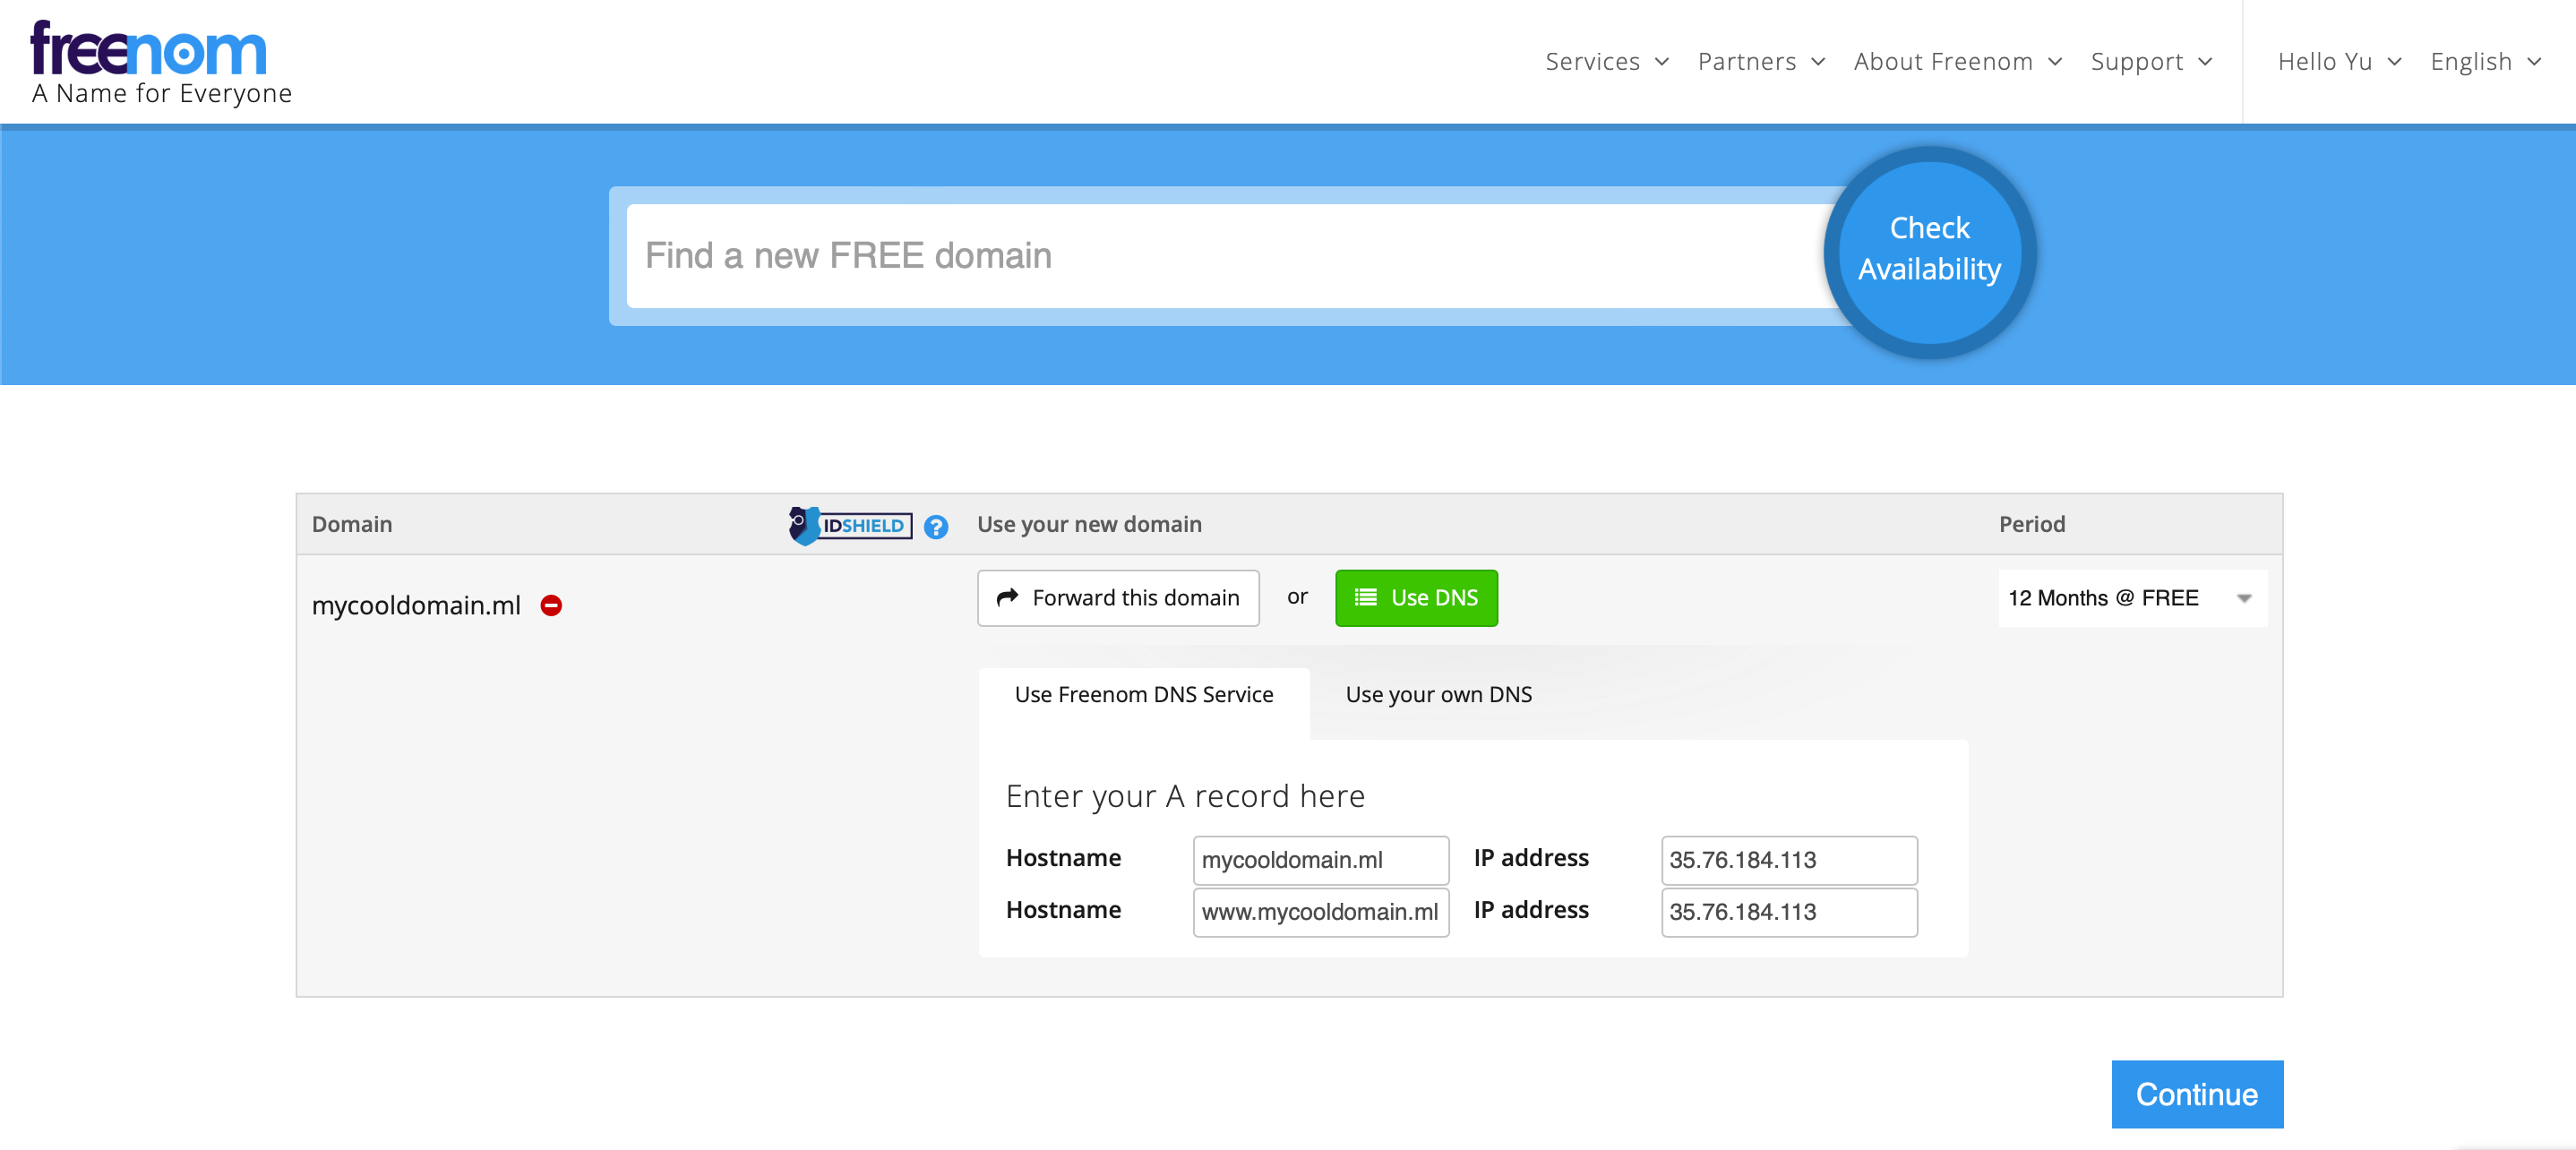 freenom
A Name for Everyone
Services Partners About Freenom Support Hello Yu English
Find a new FREE domain
Check
Availability
Domain IDSHIELD ? Use your new domain Period
mycooldomain.ml Forward this domain or Use DNS 12 Months @ FREE
Use Freenom DNS Service Use your own DNS
Enter your A record here
Hostname mycooldomain.ml IP address 35.76.184.113
Hostname www.mycooldomain.ml IP address 35.76.184.113
Continue